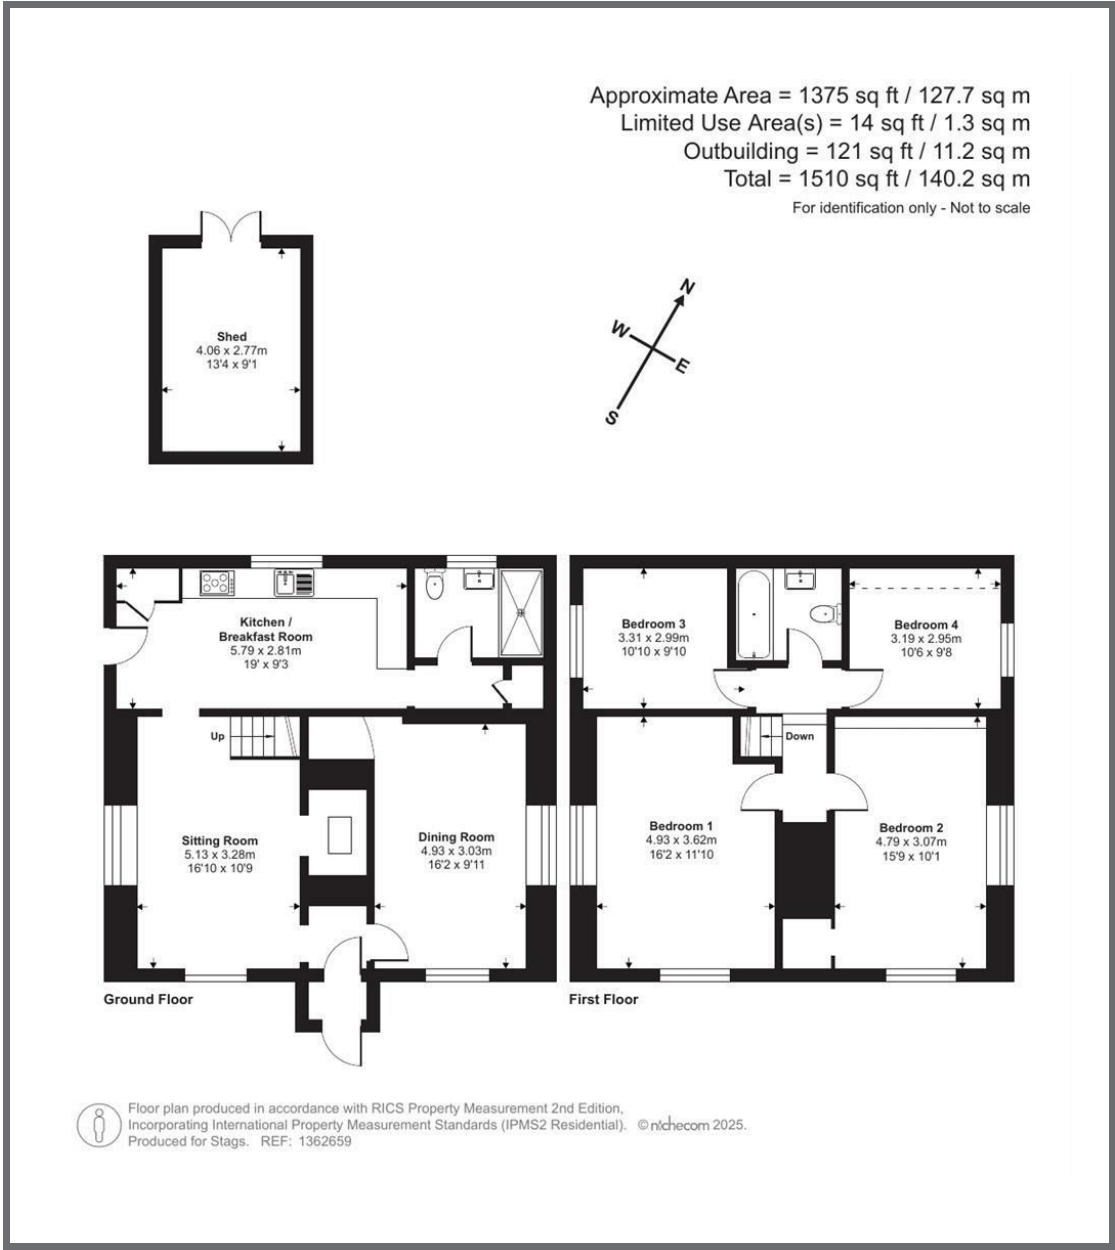 Approximate Area = 1375 sq ft / 127.7 sq m
Limited Use Area(s) = 14 sq ft / 1.3 sq m
Outbuilding = 121 sq ft / 11.2 sq m
Total = 1510 sq ft / 140.2 sq m
For identification only - Not to scale
N
W
E
S
Shed
4.06 x 2.77m
13'4 x 9'1
Kitchen /
Breakfast Room
5.79 x 2.81m
19' x 9'3
Up
Sitting Room
5.13 x 3.28m
16'10 x 10'9
Dining Room
4.93 x 3.03m
16'2 x 9'11
Ground Floor
Bedroom 3
3.31 x 2.99m
10'10 x 9'10
Bedroom 4
3.19 x 2.95m
10'6 x 9'8
Down
Bedroom 1
4.93 x 3.62m
16'2 x 11'10
Bedroom 2
4.79 x 3.07m
15'9 x 10'1
First Floor
Floor plan produced in accordance with RICS Property Measurement 2nd Edition,
Incorporating International Property Measurement Standards (IPMS2 Residential). © nichecom 2025.
Produced for Stags. REF: 1362659